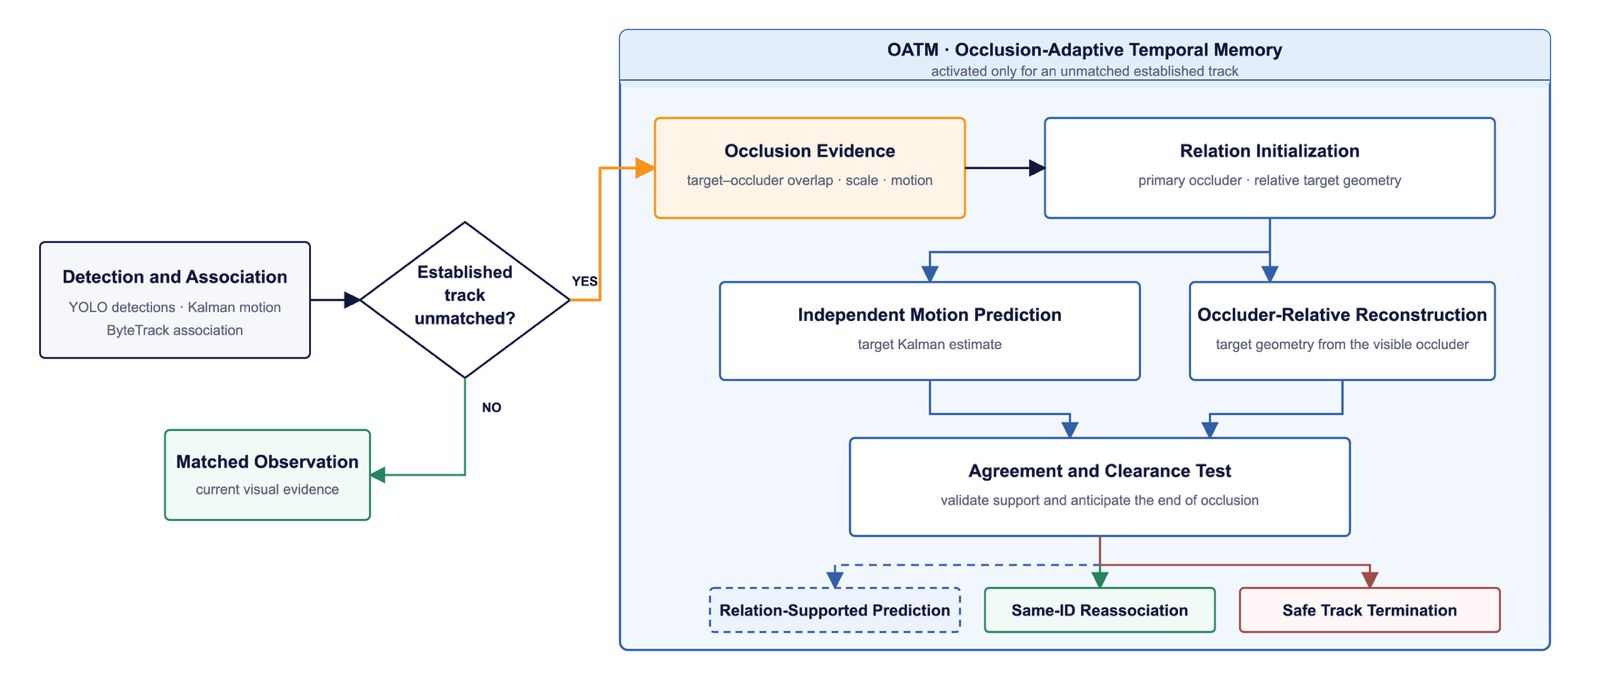 OATM · Occlusion-Adaptive Temporal Memory
activated only for an unmatched established track
Occlusion Evidence
target–occluder overlap · scale · motion
Relation Initialization
primary occluder · relative target geometry
Detection and Association
YOLO detections · Kalman motion
ByteTrack association
Established
track
unmatched?
YES
NO
Matched Observation
current visual evidence
Independent Motion Prediction
target Kalman estimate
Occluder-Relative Reconstruction
target geometry from the visible occluder
Agreement and Clearance Test
validate support and anticipate the end of occlusion
Relation-Supported Prediction
Same-ID Reassociation
Safe Track Termination